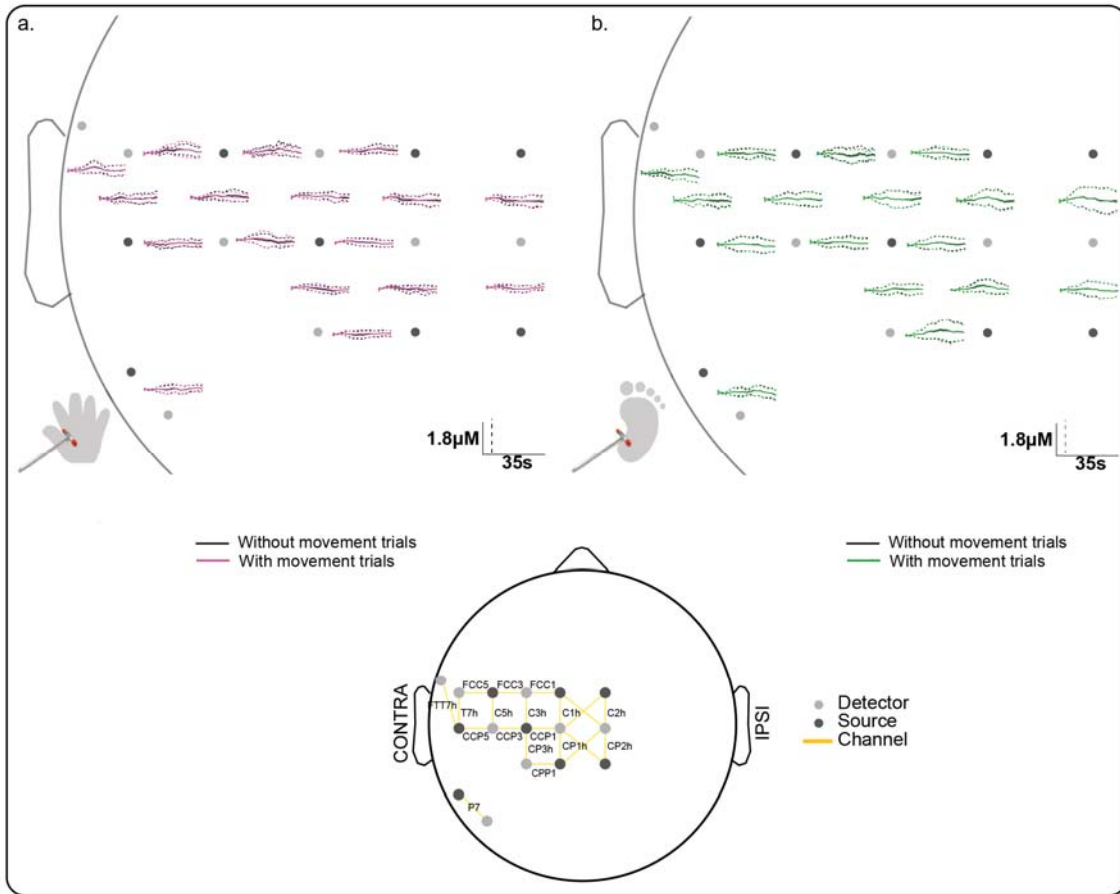 a.
1.8µM
35s
Without movement trials
With movement trials
b.
1.8µM
35s
Without movement trials
With movement trials
CONTRA
FCC5 FCC3 FCC1
FTT7h T7h C5h C3h C1h C2h
CCP5 CCP3 CCP1
CP3h CP1h CP2h
CPP1
P7
IPSI
Detector
Source
Channel